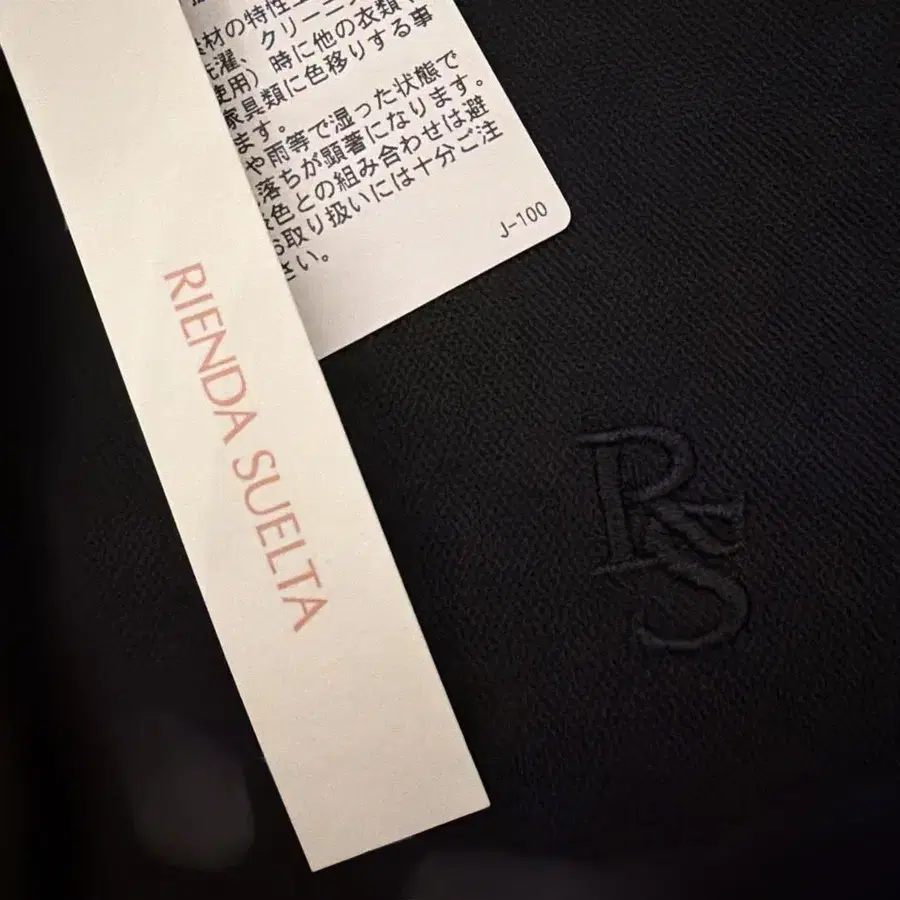 材の特性
洗濯、クリーニ
使用）時に他の衣類
家具類に色移りする事
ます。
や雨等で湿った状態で
落ちが顕著になります。
色との組み合わせは避
お取り扱いには十分ご注
さい。
J-100
RIENDA SUELTA
RS